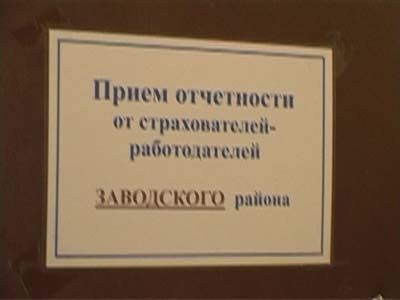 Прием отчетности
от страхователей-
работодателей
ЗАВОДСКОГО района